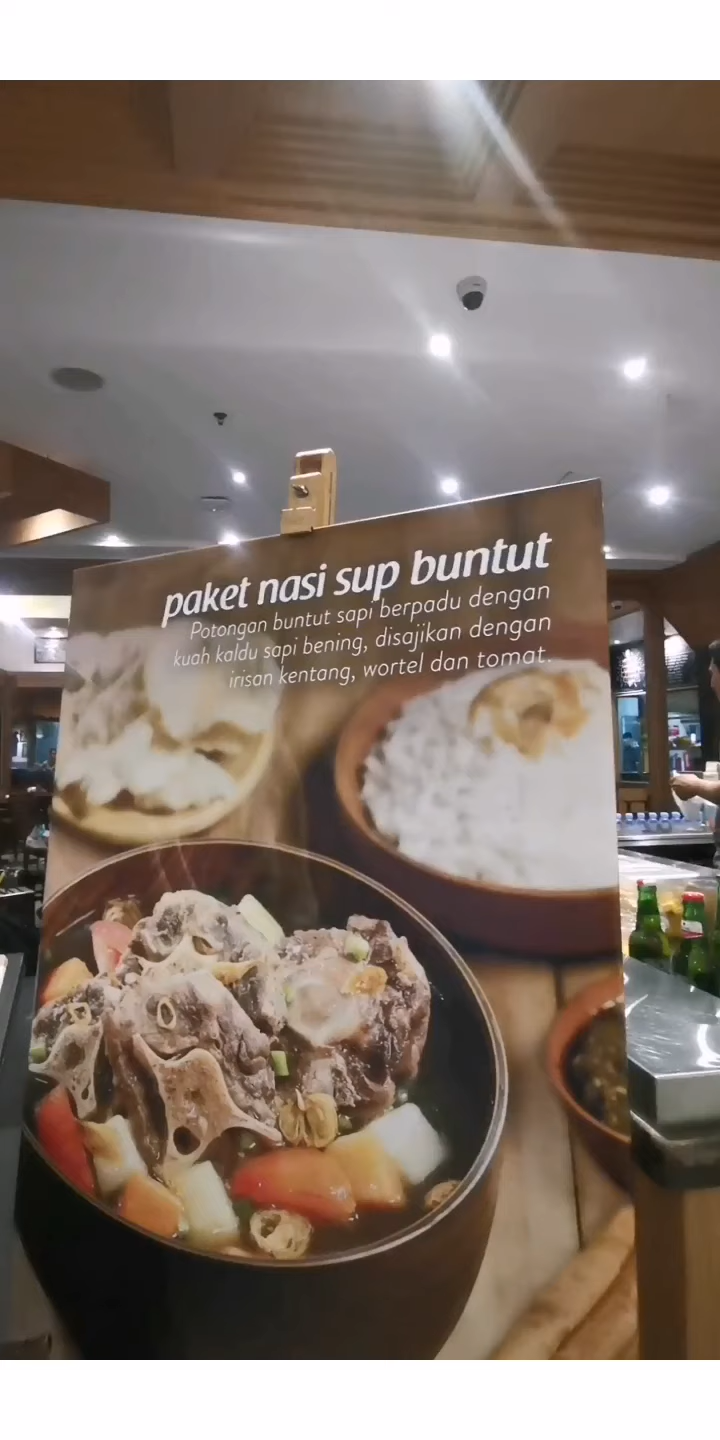 paket nasi sup buntut
Potongan buntut sapi berpadu dengan
kuah kaldu sapi bening, disajikan dengan
irisan kentang, wortel dan tomat.